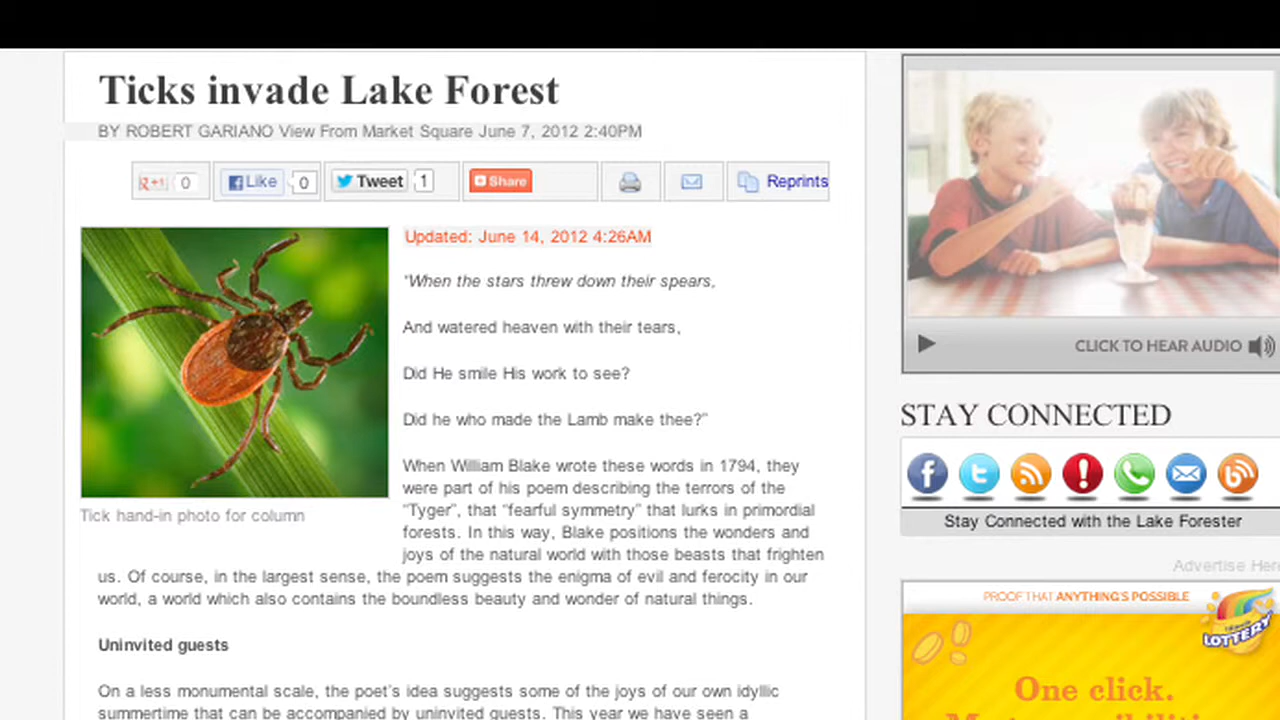 Ticks invade Lake Forest
BY ROBERT GARIANO View From Market Square June 7, 2012 2:40PM
+1 0
Like 0
Tweet 1
Share
Reprints
Updated: June 14, 2012 4:26AM
"When the stars threw down their spears,
And watered heaven with their tears,
Did He smile His work to see?
Did he who made the Lamb make thee?"
When William Blake wrote these words in 1794, they
were part of his poem describing the terrors of the
"Tyger", that "fearful symmetry" that lurks in primordial
forests. In this way, Blake positions the wonders and
joys of the natural world with those beasts that frighten
us. Of course, in the largest sense, the poem suggests the enigma of evil and ferocity in our
world, a world which also contains the boundless beauty and wonder of natural things.
Tick hand-in photo for column
Uninvited guests
On a less monumental scale, the poet's idea suggests some of the joys of our own idyllic
summertime that can be accompanied by uninvited guests. This year we have seen a
CLICK TO HEAR AUDIO
STAY CONNECTED
Stay Connected with the Lake Forester
Advertise Here
PROOF THAT ANYTHING'S POSSIBLE
LOTTERY
One click.